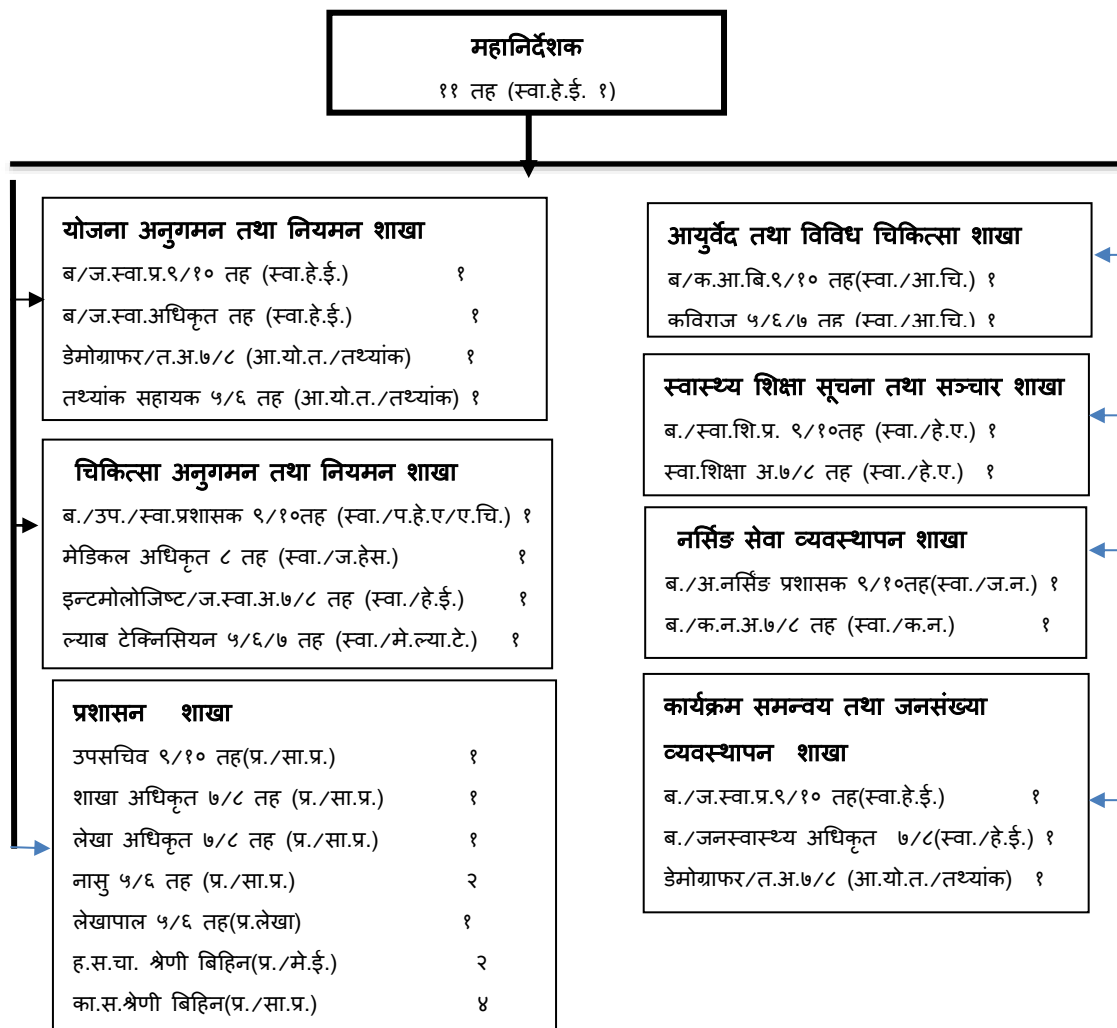 महानिर्देशक
११ तह (स्वा.हे.ई. १)
योजना अनुगमन तथा नियमन शाखा
ब/ज.स्वा.प्र.९/१० तह (स्वा.हे.ई.) १
ब/ज.स्वा.अधिकृत तह (स्वा.हे.ई.) १
डेमोग्राफर/त.अ.७/८ (आ.यो.त./तथ्यांक) १
तथ्यांक सहायक ५/६ तह (आ.यो.त./तथ्यांक) १
चिकित्सा अनुगमन तथा नियमन शाखा
ब./उप./स्वा.प्रशासक ९/१०तह (स्वा./प.हे.ए/ए.चि.) १
मेडिकल अधिकृत ८ तह (स्वा./ज.हेस.) १
इन्टमोलोजिष्ट/ज.स्वा.अ.७/८ तह (स्वा./हे.ई.) १
ल्याब टेक्निसियन ५/६/७ तह (स्वा./मे.ल्या.टे.) १
प्रशासन शाखा
उपसचिव ९/१० तह(प्र./सा.प्र.) १
शाखा अधिकृत ७/८ तह (प्र./सा.प्र.) १
लेखा अधिकृत ७/८ तह (प्र./सा.प्र.) १
नासु ५/६ तह (प्र./सा.प्र.) २
लेखापाल ५/६ तह(प्र.लेखा) १
ह.स.चा. श्रेणी बिहिन(प्र./मे.ई.) २
का.स.श्रेणी बिहिन(प्र./सा.प्र.) ४
आयुर्वेद तथा विविध चिकित्सा शाखा
ब/क.आ.बि.९/१० तह(स्वा./आ.चि.) १
कविराज ५/६/७ तह (स्वा./आ.चि.) १
स्वास्थ्य शिक्षा सूचना तथा सञ्चार शाखा
ब./स्वा.शि.प्र. ९/१०तह (स्वा./हे.ए.) १
स्वा.शिक्षा अ.७/८ तह (स्वा./हे.ए.) १
नर्सिङ सेवा व्यवस्थापन शाखा
ब./अ.नर्सिंङ प्रशासक ९/१०तह(स्वा./ज.न.) १
ब./क.न.अ.७/८ तह (स्वा./क.न.) १
कार्यक्रम समन्वय तथा जनसंख्या
व्यवस्थापन शाखा
ब./ज.स्वा.प्र.९/१० तह(स्वा.हे.ई.) १
ब./जनस्वास्थ्य अधिकृत ७/८(स्वा./हे.ई.) १
डेमोग्राफर/त.अ.७/८ (आ.यो.त./तथ्यांक) १